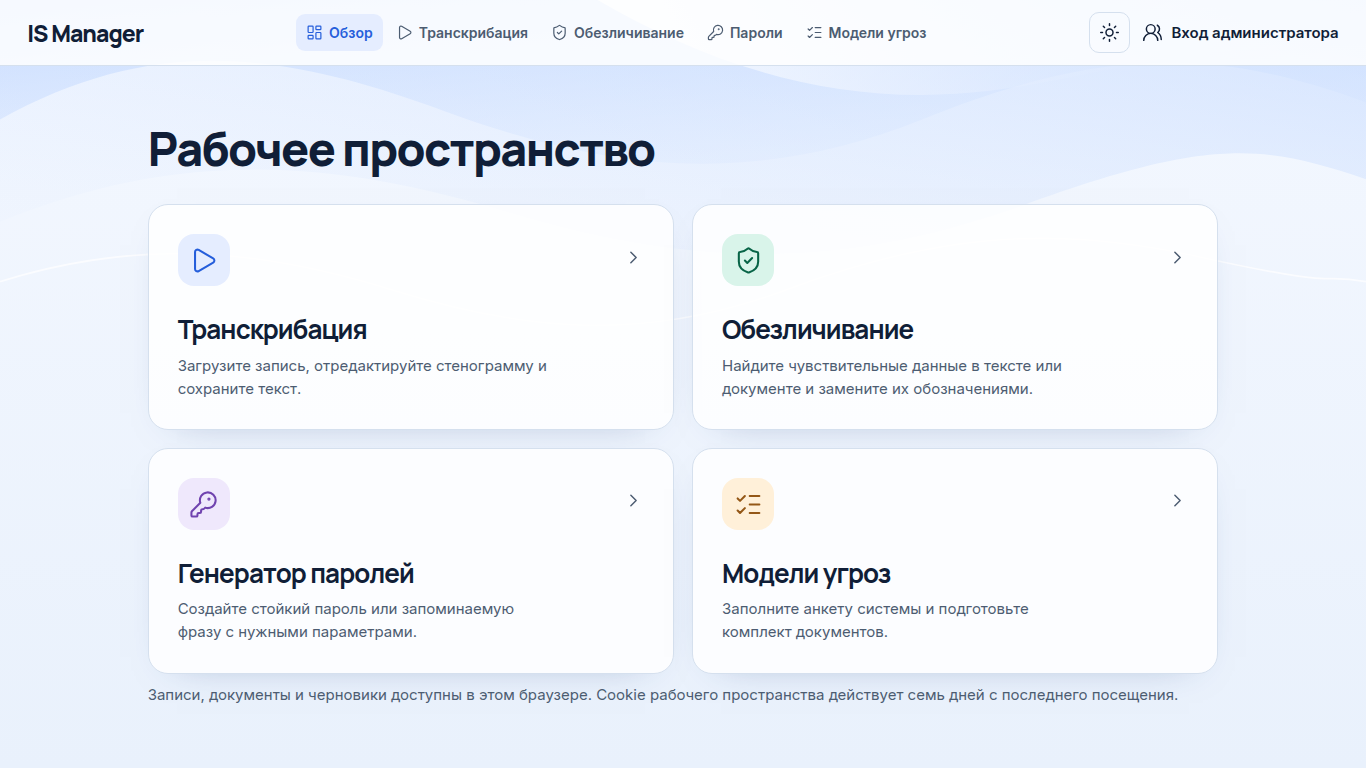 IS Manager
Обзор
Транскрибация
Обезличивание
Пароли
Модели угроз
Вход администратора
Рабочее пространство
Транскрибация
Загрузите запись, отредактируйте стенограмму и
сохраните текст.
Обезличивание
Найдите чувствительные данные в тексте или
документе и замените их обозначениями.
Генератор паролей
Создайте стойкий пароль или запоминаемую
фразу с нужными параметрами.
Модели угроз
Заполните анкету системы и подготовьте
комплект документов.
Записи, документы и черновики доступны в этом браузере. Cookie рабочего пространства действует семь дней с последнего посещения.